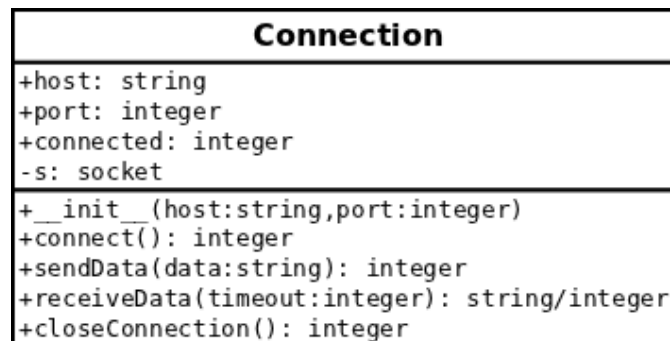 Connection
+host: string
+port: integer
+connected: integer
-s: socket
+__init__(host:string,port:integer)
+connect(): integer
+sendData(data:string): integer
+receiveData(timeout:integer): string/integer
+closeConnection(): integer